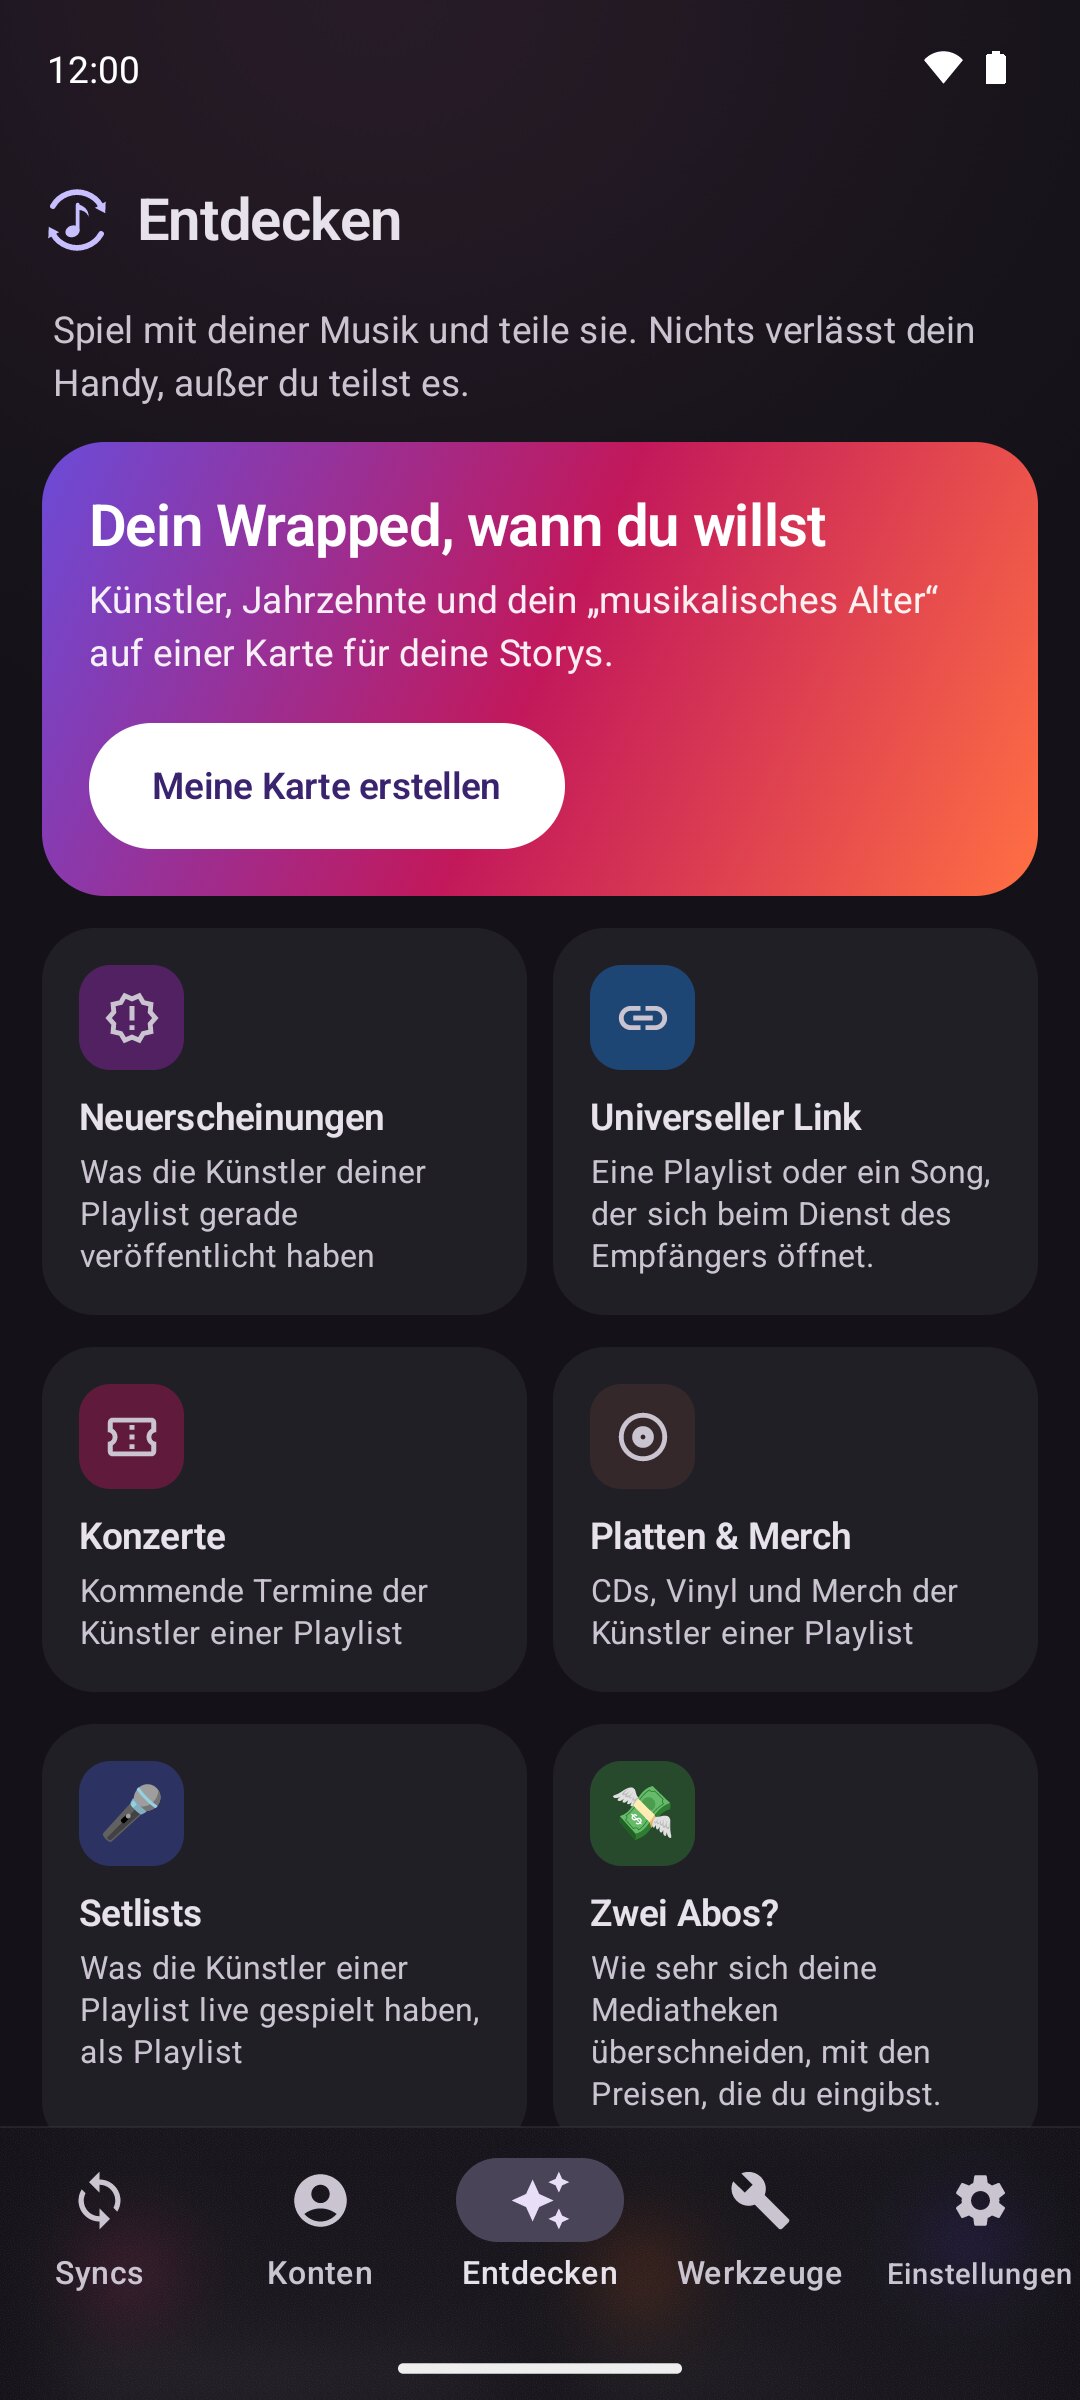 12:00
Entdecken
Spiel mit deiner Musik und teile sie. Nichts verlässt dein
Handy, außer du teilst es.
Dein Wrapped, wann du willst
Künstler, Jahrzehnte und dein „musikalisches Alter“
auf einer Karte für deine Storys.
Meine Karte erstellen
Neuerscheinungen
Was die Künstler deiner
Playlist gerade
veröffentlicht haben
Universeller Link
Eine Playlist oder ein Song,
der sich beim Dienst des
Empfängers öffnet.
Konzerte
Kommende Termine der
Künstler einer Playlist
Platten & Merch
CDs, Vinyl und Merch der
Künstler einer Playlist
Setlists
Was die Künstler einer
Playlist live gespielt haben,
als Playlist
Zwei Abos?
Wie sehr sich deine
Mediatheken
überschneiden, mit den
Preisen, die du eingibst.
Syncs
Konten
Entdecken
Werkzeuge
Einstellungen